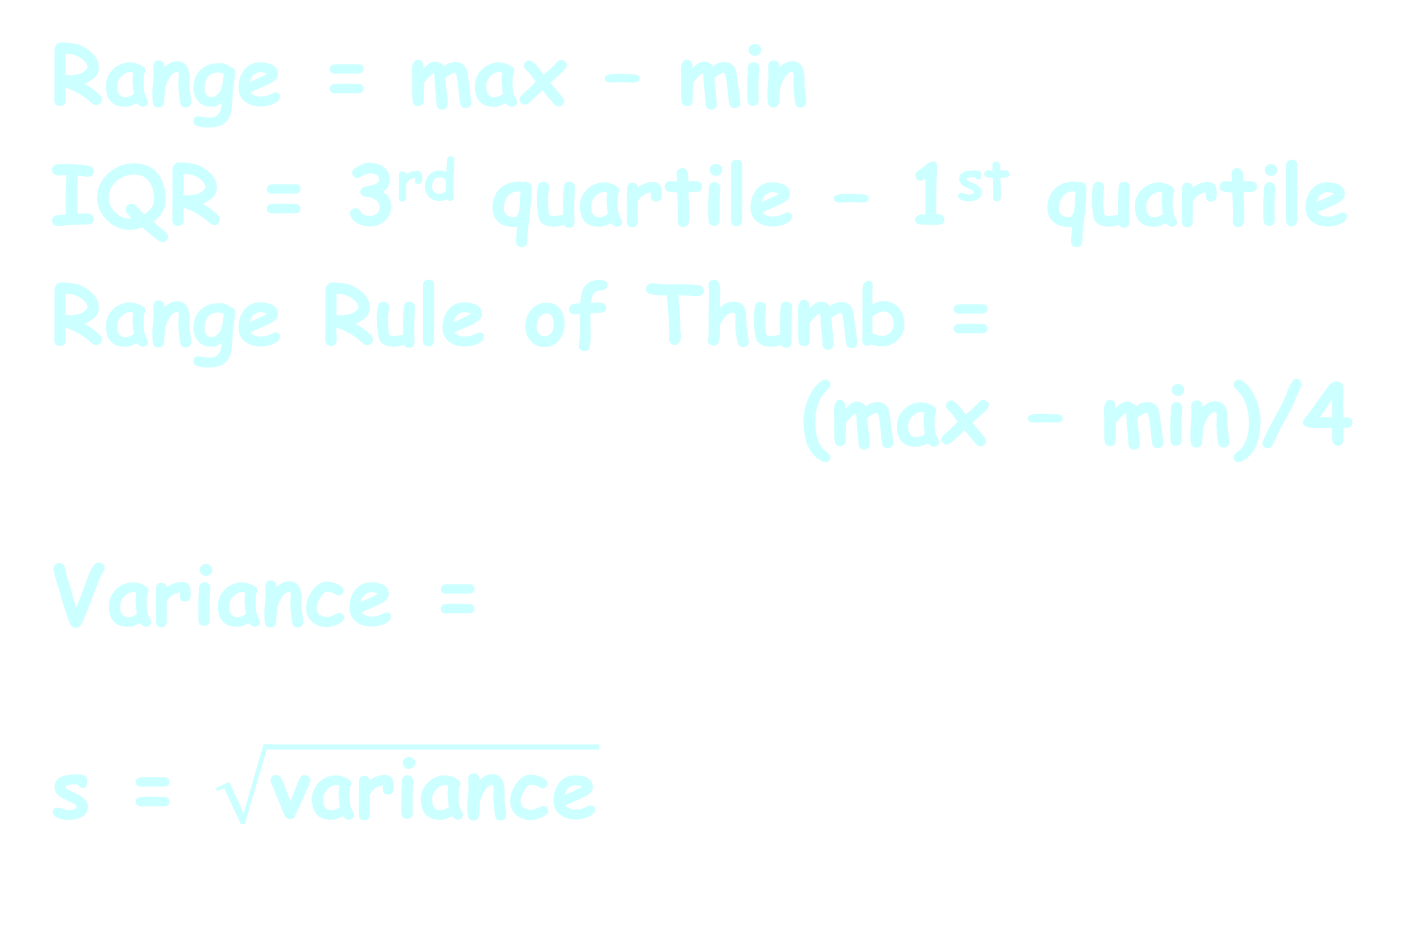 Range = max – min
IQR = 3rd quartile – 1st quartile
Range Rule of Thumb =
(max – min)/4
Variance =
s = √variance